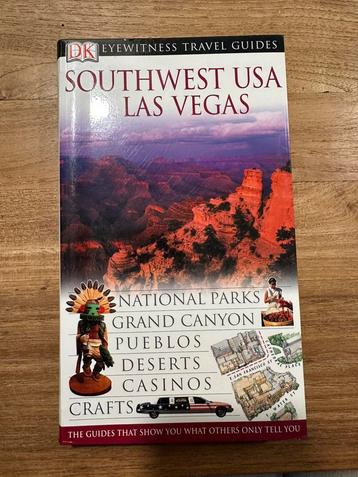 DK EYEWITNESS TRAVEL GUIDES
SOUTHWEST USA
LAS VEGAS
NATIONAL PARKS
GRAND CANYON
PUEBLOS
DESERTS
CASINOS
CRAFTS
THE GUIDES THAT SHOW YOU WHAT OTHERS ONLY TELL YOU